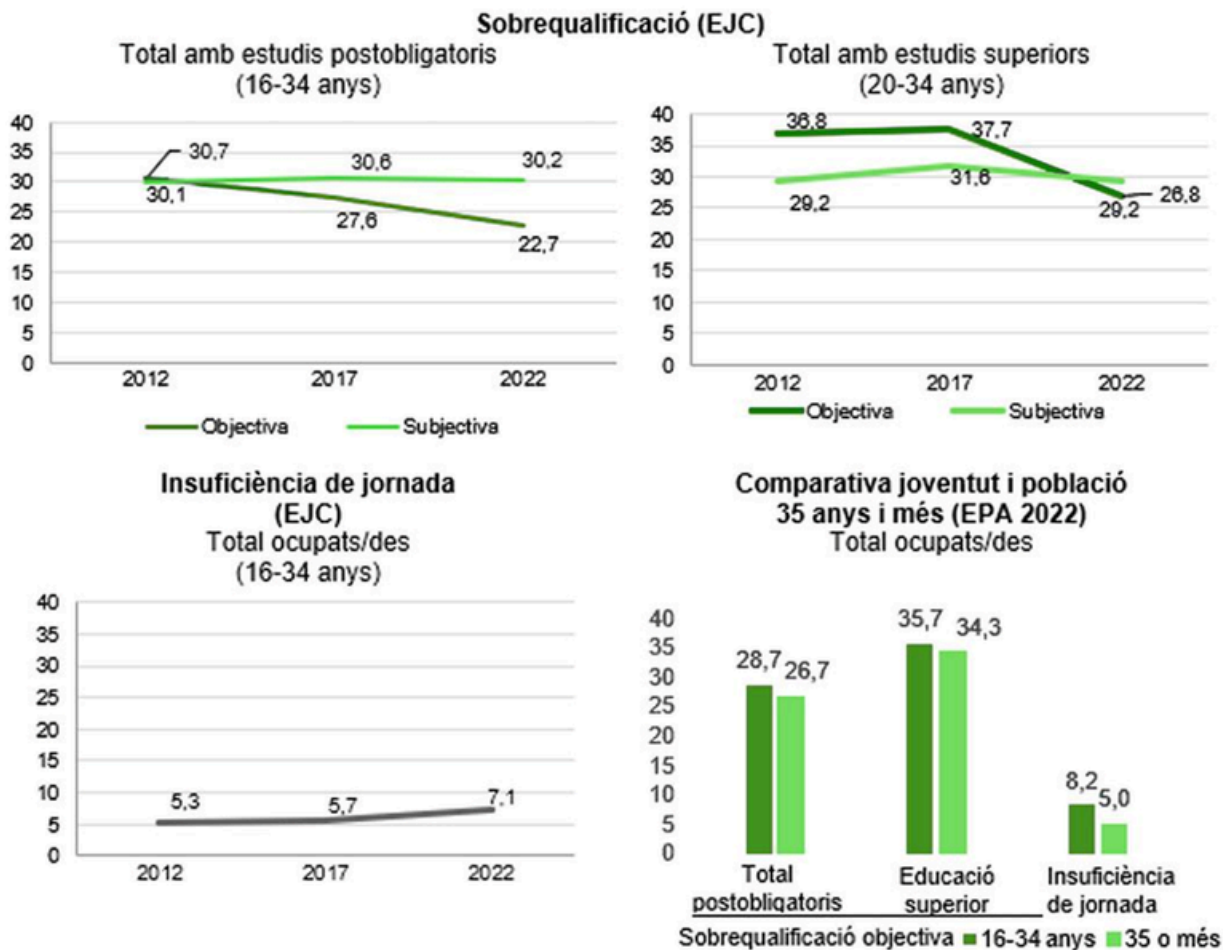 Sobrequalificació (EJC)
Total amb estudis postobligatoris
(16-34 anys)
40
35
30
25
20
15
10
5
0
30,7
30,1
30,6
27,6
30,2
22,7
2012
2017
2022
Objectiva
Subjectiva
Total amb estudis superiors
(20-34 anys)
40
35
30
25
20
15
10
5
0
36,8
29,2
37,7
31,6
29,2
26,8
2012
2017
2022
Objectiva
Subjectiva
Insuficiència de jornada
(EJC)
Total ocupats/des
(16-34 anys)
40
35
30
25
20
15
10
5
0
5,3
5,7
7,1
2012
2017
2022
Comparativa joventut i població
35 anys i més (EPA 2022)
Total ocupats/des
40
35
30
25
20
15
10
5
0
28,7
26,7
35,7
34,3
8,2
5,0
Total
postobligatoris
Educació
superior
Insuficiència
de jornada
Sobrequalificació objectiva
16-34 anys
35 o més